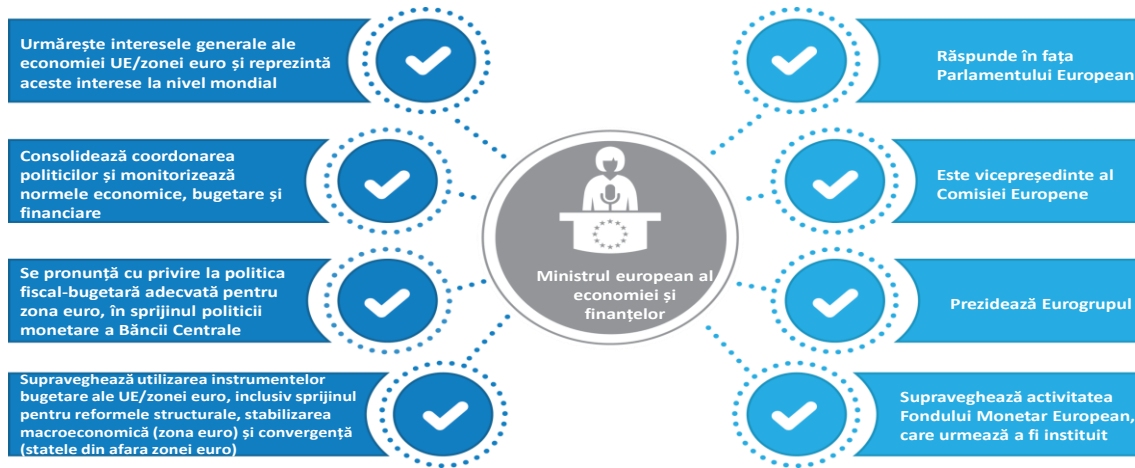 Urmărește interesele generale ale
economiei UE/zonei euro și reprezintă
aceste interese la nivel mondial
Consolidează coordonarea
politicilor și monitorizează
normele economice, bugetare și
financiare
Se pronunță cu privire la politica
fiscal-bugetară adecvată pentru
zona euro, în sprijinul politicii
monetare a Băncii Centrale
Supraveghează utilizarea instrumentelor
bugetare ale UE/zonei euro, inclusiv sprijinul
pentru reformele structurale, stabilizarea
macroeconomică (zona euro) și convergență
(statele din afara zonei euro)
Ministrul european al
economiei și
finanțelor
Răspunde în fața
Parlamentului European
Este vicepreședinte al
Comisiei Europene
Prezidează Eurogrupul
Supraveghează activitatea
Fondului Monetar European,
care urmează a fi instituit